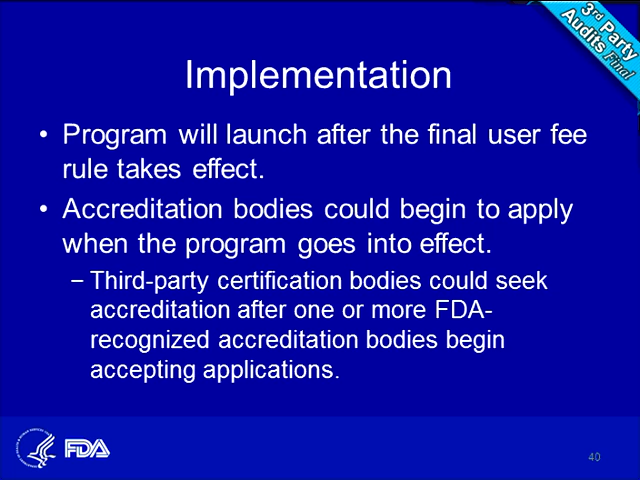 3rd Party
Audits Final
Implementation
• Program will launch after the final user fee
rule takes effect.
• Accreditation bodies could begin to apply
when the program goes into effect.
– Third-party certification bodies could seek
accreditation after one or more FDA-
recognized accreditation bodies begin
accepting applications.
FDA
40